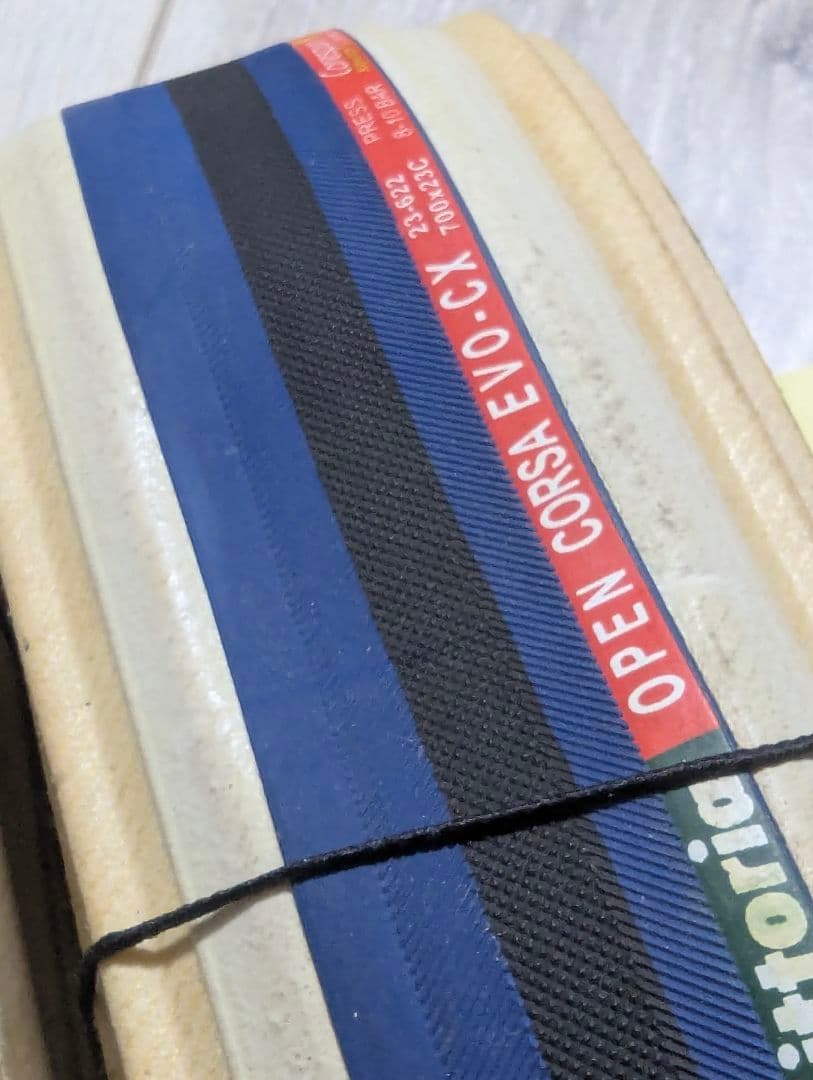 ittoria
OPEN CORSA EVO-CX
23-622 PRESS
700x23C 8-10 BAR